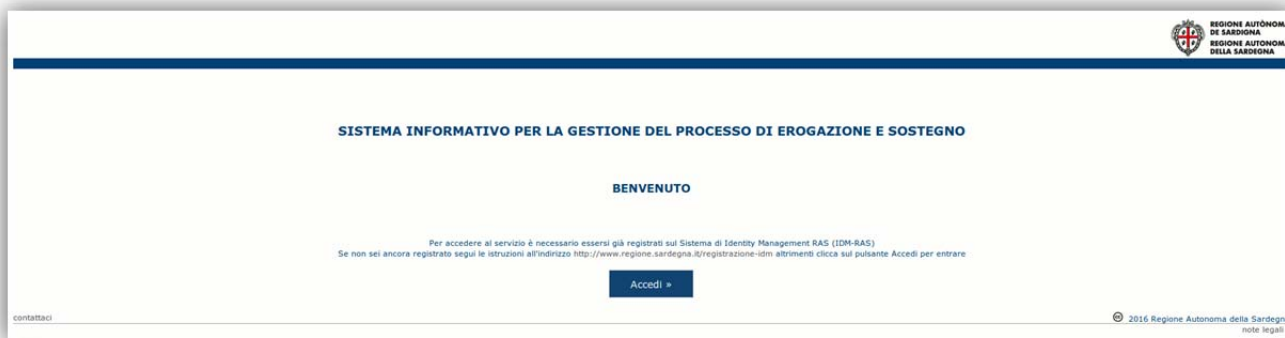 REGIONE AUTÒNOMA
DE SARDIGNA
REGIONE AUTONOMA
DELLA SARDEGNA
SISTEMA INFORMATIVO PER LA GESTIONE DEL PROCESSO DI EROGAZIONE E SOSTEGNO
BENVENUTO
Per accedere al servizio è necessario essersi già registrati sul Sistema di Identity Management RAS (IDM-RAS)
Se non sei ancora registrato segui le istruzioni all'indirizzo http://www.regione.sardegna.it/registrazione-idm altrimenti clicca sul pulsante Accedi per entrare
Accedi »
contattaci
2016 Regione Autonoma della Sardegn
note legali